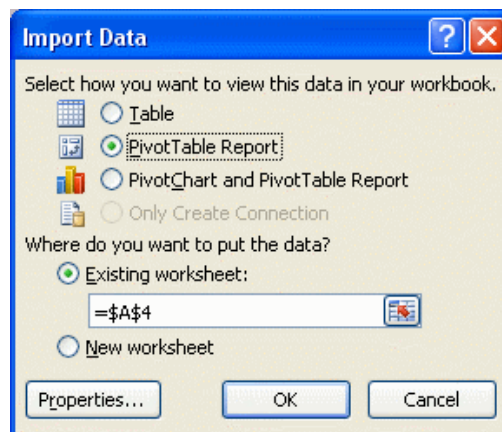 Import Data
Select how you want to view this data in your workbook.
Table
PivotTable Report
PivotChart and PivotTable Report
Only Create Connection
Where do you want to put the data?
Existing worksheet:
=$A$4
New worksheet
Properties...
OK
Cancel